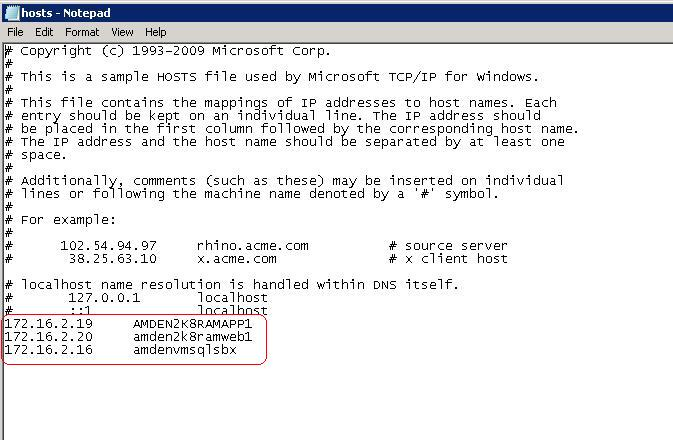 hosts - Notepad
File Edit Format View Help
# Copyright (c) 1993-2009 Microsoft Corp.
#
# This is a sample HOSTS file used by Microsoft TCP/IP for Windows.
#
# This file contains the mappings of IP addresses to host names. Each
# entry should be kept on an individual line. The IP address should
# be placed in the first column followed by the corresponding host name.
# The IP address and the host name should be separated by at least one
# space.
#
# Additionally, comments (such as these) may be inserted on individual
# lines or following the machine name denoted by a '#' symbol.
#
# For example:
#
#      102.54.94.97     rhino.acme.com          # source server
#       38.25.63.10     x.acme.com              # x client host

# localhost name resolution is handled within DNS itself.
#       127.0.0.1       localhost
#       ::1             localhost
172.16.2.19     AMDEN2K8RAMAPP1
172.16.2.20     amden2k8ramweb1
172.16.2.16     amdenvmsqlsbx